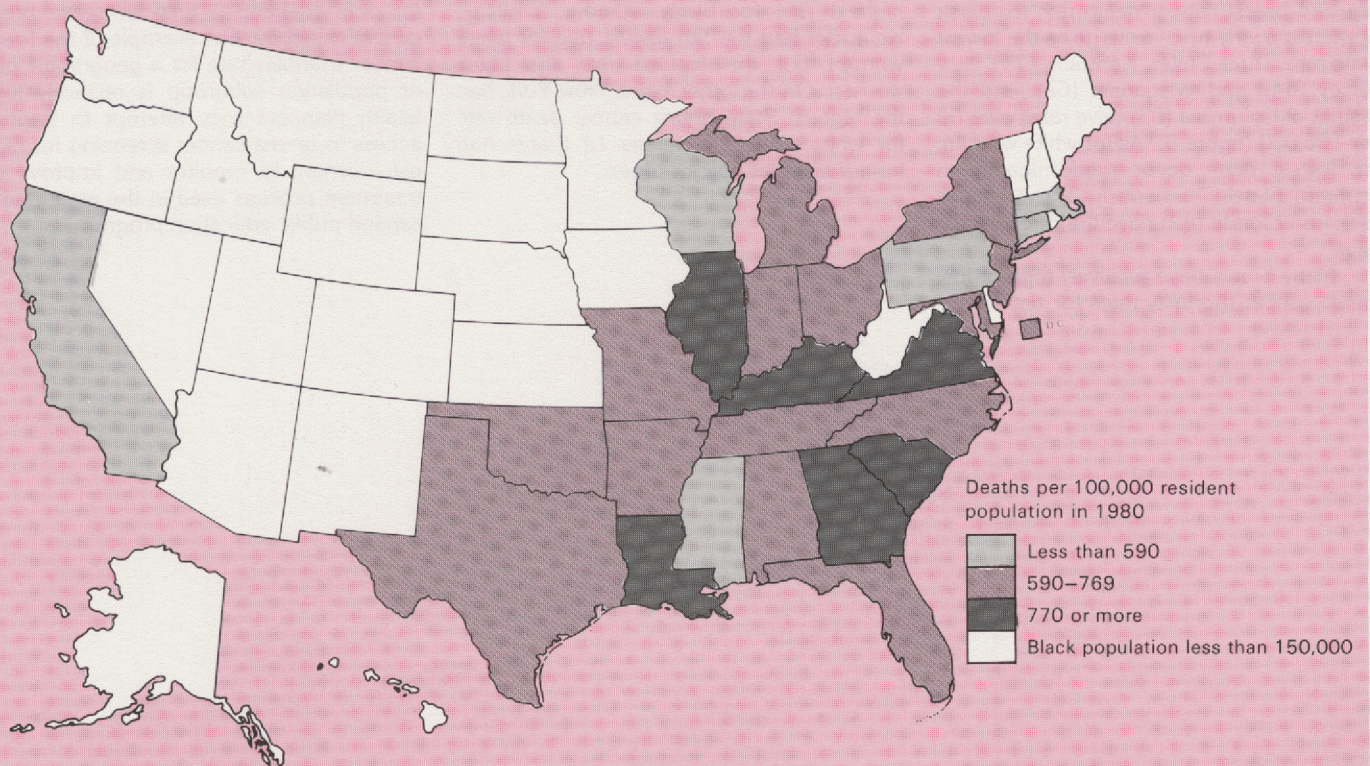 D C
Deaths per 100,000 resident
population in 1980
Less than 590
590–769
770 or more
Black population less than 150,000